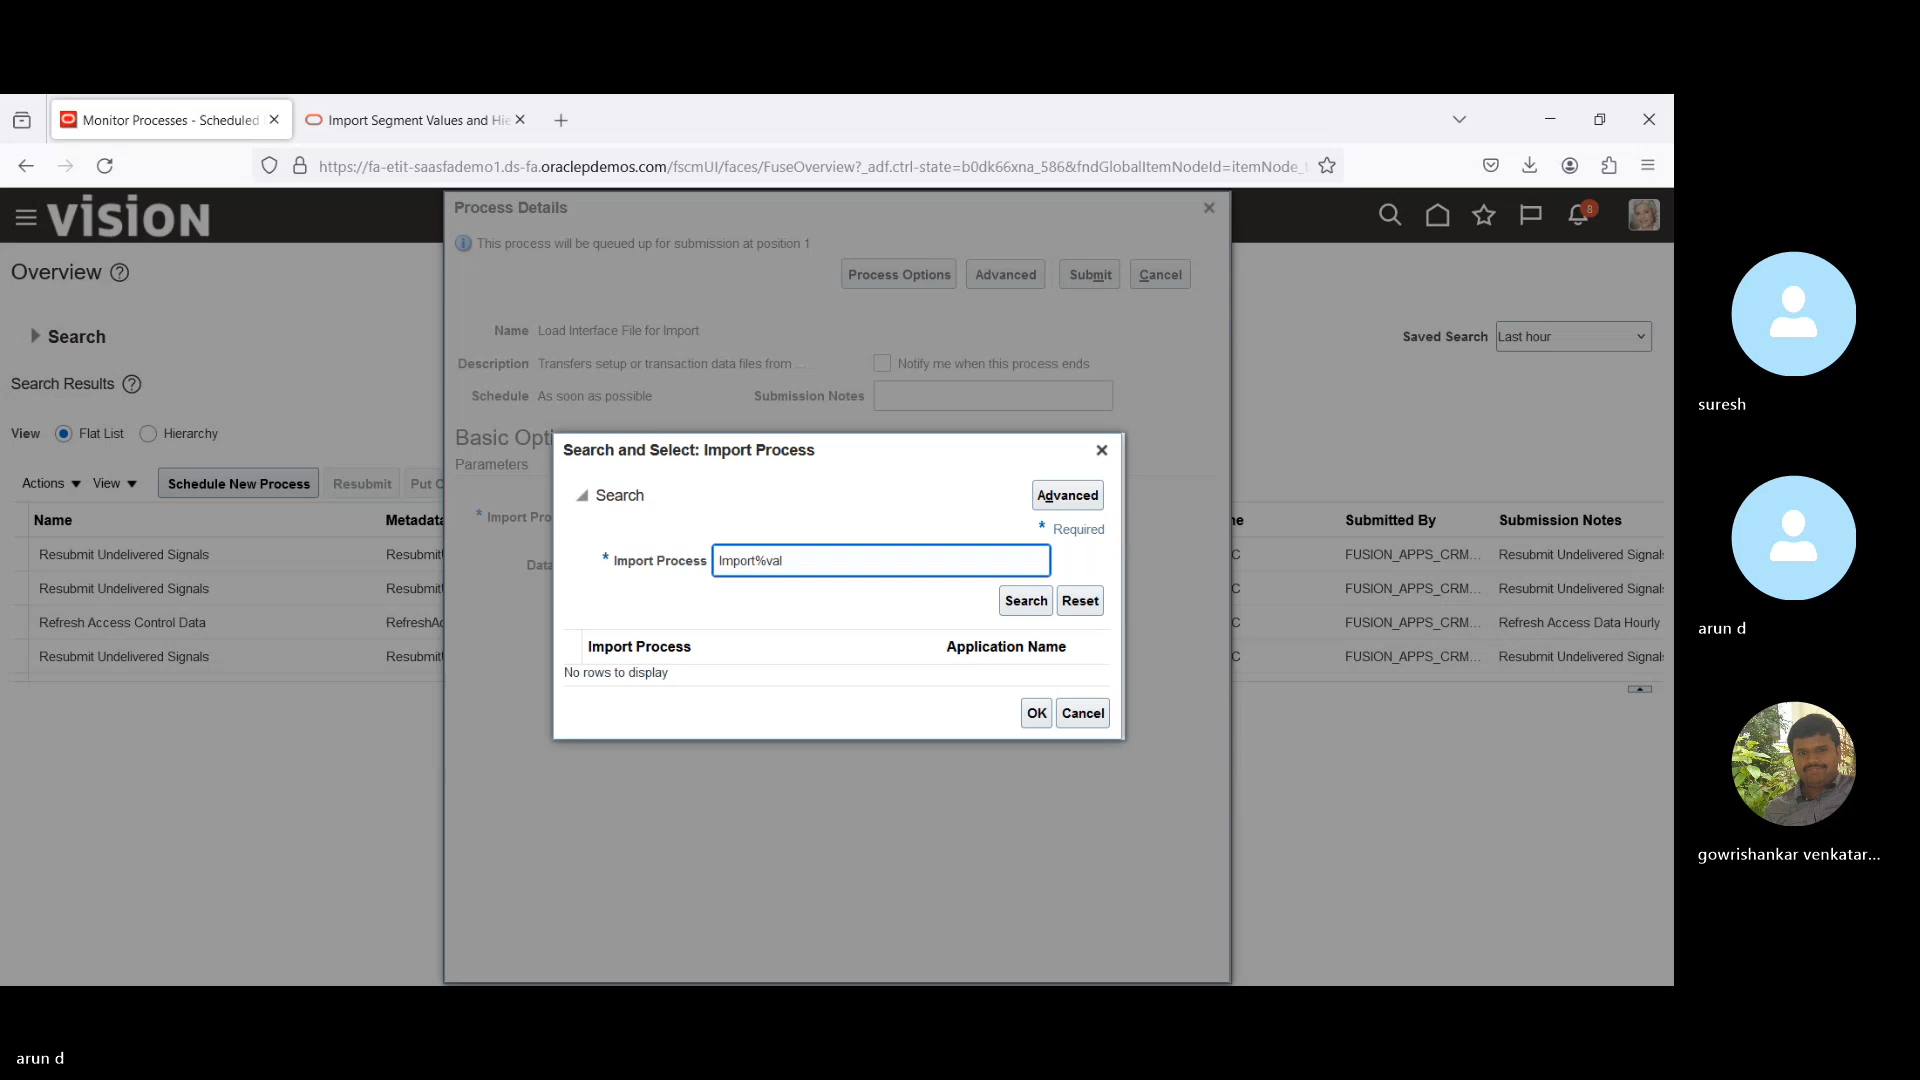 Monitor Processes - Scheduled
Import Segment Values and Hie
https://fa-etit-saasfademo1.ds-fa.oraclepdemos.com/fscmUI/faces/FuseOverview?_adf.ctrl-state=b0dk66xna_586&fndGlobalItemNodeId=itemNode_
VISION
8
Process Details
This process will be queued up for submission at position 1
Process Options Advanced Submit Cancel
Overview
Name Load Interface File for Import
Search
Saved Search Last hour
Description Transfers setup or transaction data files from ...
Notify me when this process ends
Search Results
Schedule As soon as possible
Submission Notes
View Flat List Hierarchy
Basic Opt
Parameters
Search and Select: Import Process
Actions View Schedule New Process Resubmit Put
Search
Advanced
Required
* Import Pro
* Import Process Import%val
Data
Search Reset
Import Process Application Name
No rows to display
OK Cancel
Name Metadata
Submitted By Submission Notes
Resubmit Undelivered Signals Resubmit
FUSION_APPS_CRM... Resubmit Undelivered Signal
Resubmit Undelivered Signals Resubmit
FUSION_APPS_CRM... Resubmit Undelivered Signal
Refresh Access Control Data RefreshAc
FUSION_APPS_CRM... Refresh Access Data Hourly
Resubmit Undelivered Signals Resubmit
FUSION_APPS_CRM... Resubmit Undelivered Signal
suresh
arun d
gowrishankar venkatar...
arun d